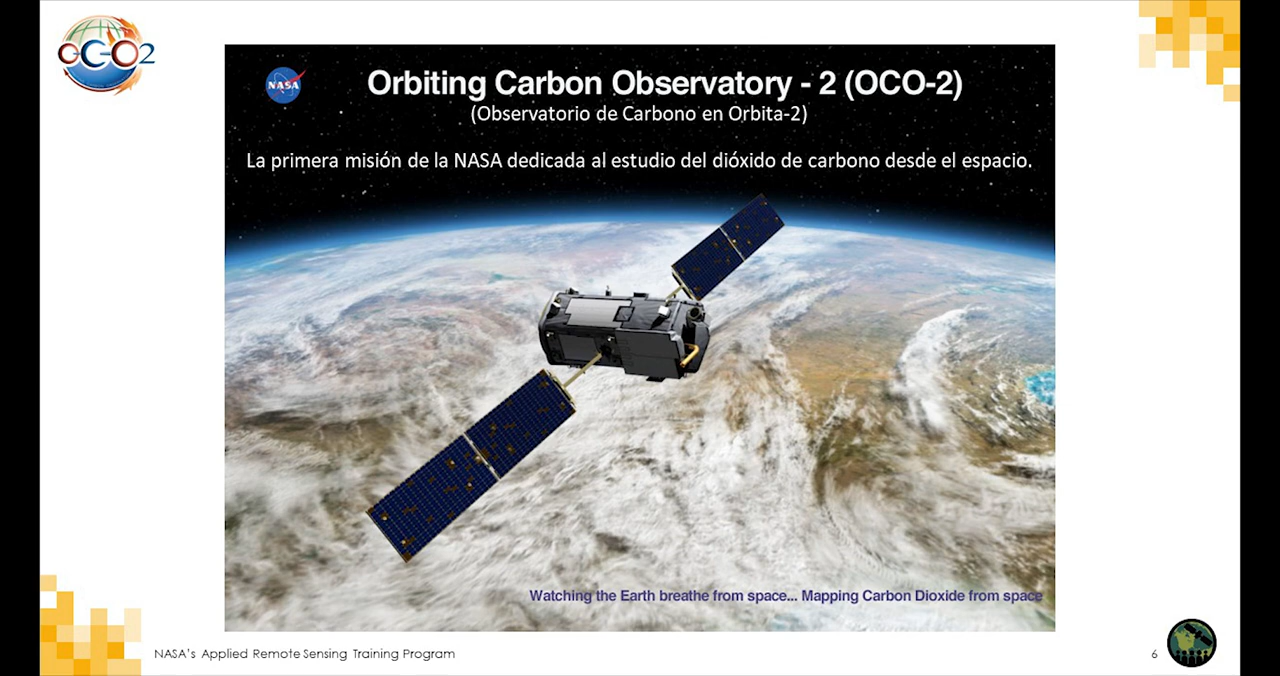 OCO2
NASA
Orbiting Carbon Observatory - 2 (OCO-2)
(Observatorio de Carbono en Orbita-2)
La primera misión de la NASA dedicada al estudio del dióxido de carbono desde el espacio.
Watching the Earth breathe from space... Mapping Carbon Dioxide from space
NASA's Applied Remote Sensing Training Program
6